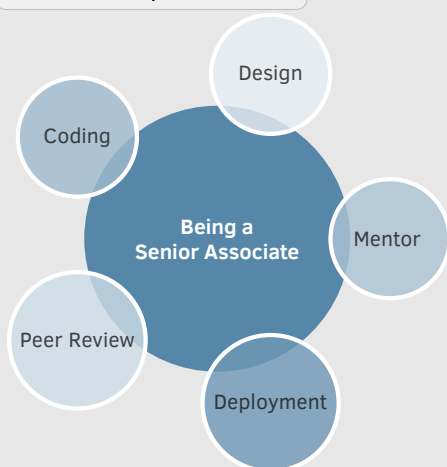 Design
Coding
Being a
Senior Associate
Mentor
Peer Review
Deployment